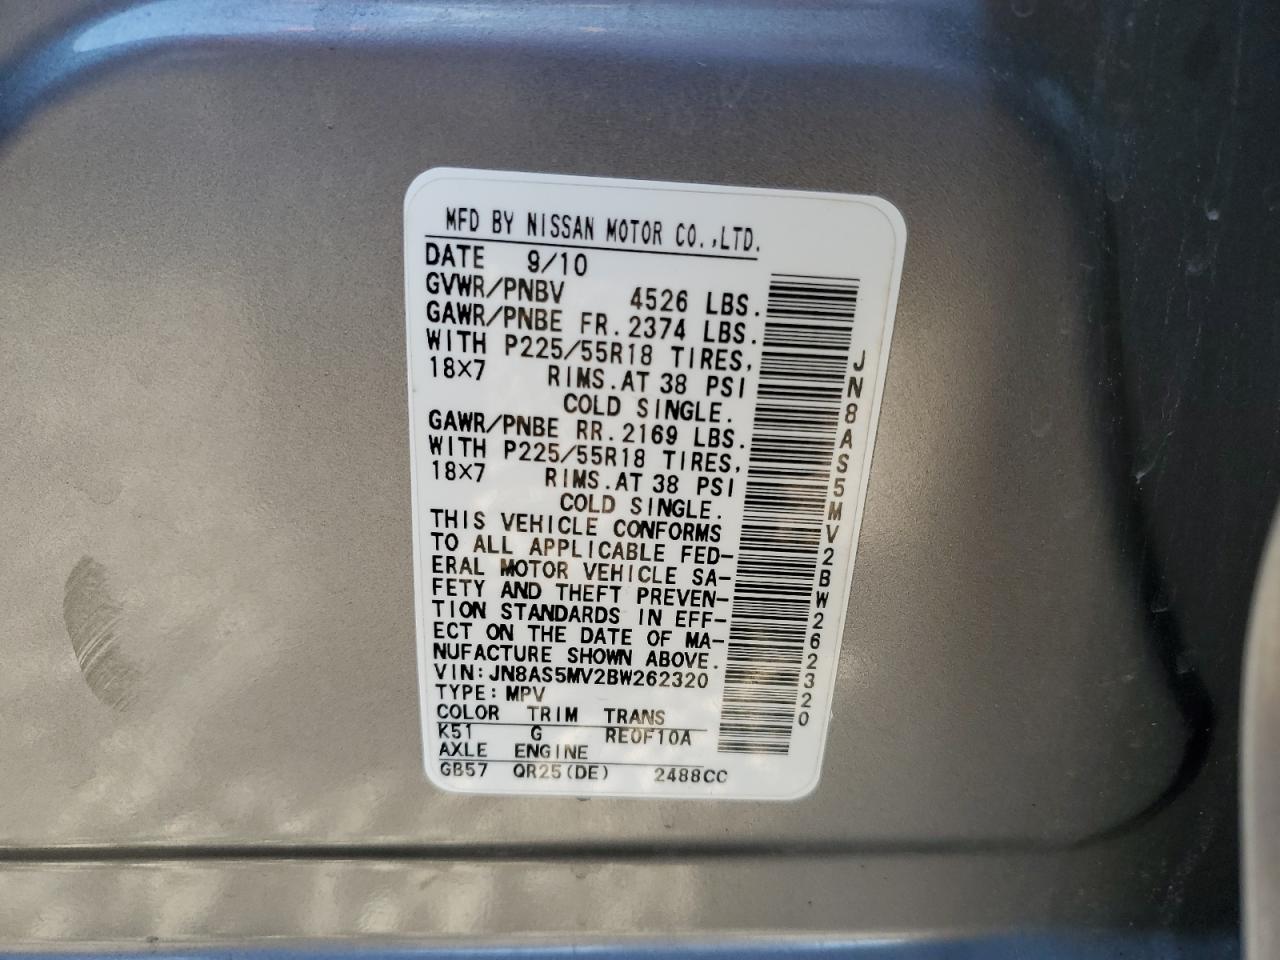 MFD BY NISSAN MOTOR CO.,LTD.
DATE 9/10
GVWR/PNBV 4526 LBS.
GAWR/PNBE FR. 2374 LBS.
WITH P225/55R18 TIRES,
18×7 RIMS. AT 38 PSI
COLD SINGLE.
GAWR/PNBE RR. 2169 LBS.
WITH P225/55R18 TIRES,
18×7 RIMS. AT 38 PSI
COLD SINGLE.
THIS VEHICLE CONFORMS
TO ALL APPLICABLE FED-
ERAL MOTOR VEHICLE SA-
FETY AND THEFT PREVEN-
TION STANDARDS IN EFF-
ECT ON THE DATE OF MA-
NUFACTURE SHOWN ABOVE.
VIN: JN8AS5MV2BW262320
TYPE: MPV
COLOR TRIM TRANS
K51 G RE0F10A
AXLE ENGINE
GB57 QR25(DE) 2488CC
JN8AS5MV2BW262320